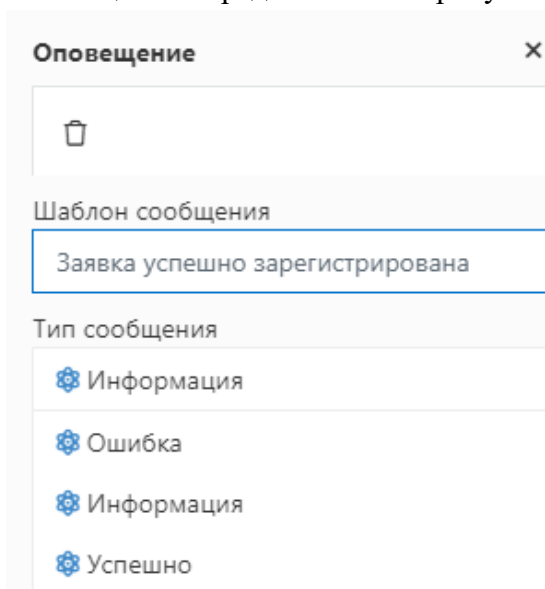 Оповещение
Шаблон сообщения
Заявка успешно зарегистрирована
Тип сообщения
Информация
Ошибка
Информация
Успешно